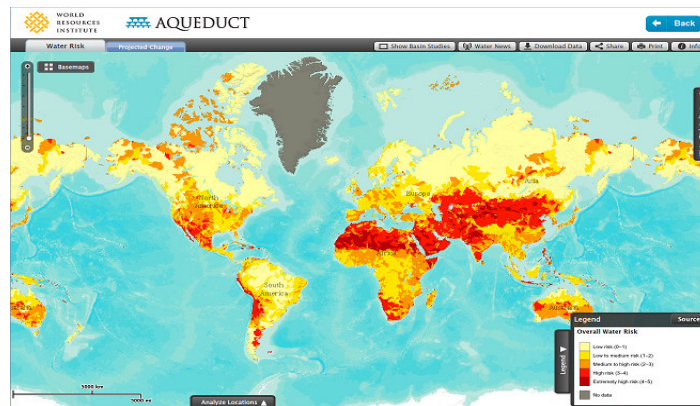 WORLD
RESOURCES
INSTITUTE
AQUEDUCT
Back
Water Risk
Projected Change
Show Basin Studies
Water News
Download Data
Share
Print
Info
Basemaps
North
America
Europe
Asia
Africa
South
America
Legend
Source
Overall Water Risk
Low risk (0-1)
Low to medium risk (1-2)
Medium to high risk (2-3)
High risk (3-4)
Extremely high risk (4-5)
No data
Legend
5000 km
5000 mi
Analyze Locations